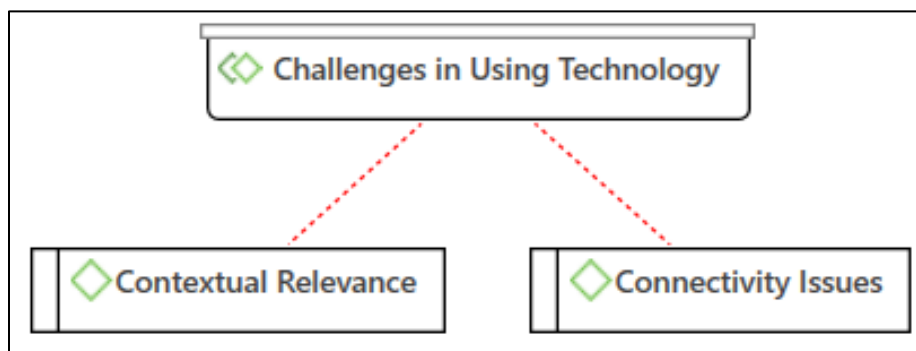 Challenges in Using Technology
Contextual Relevance
Connectivity Issues